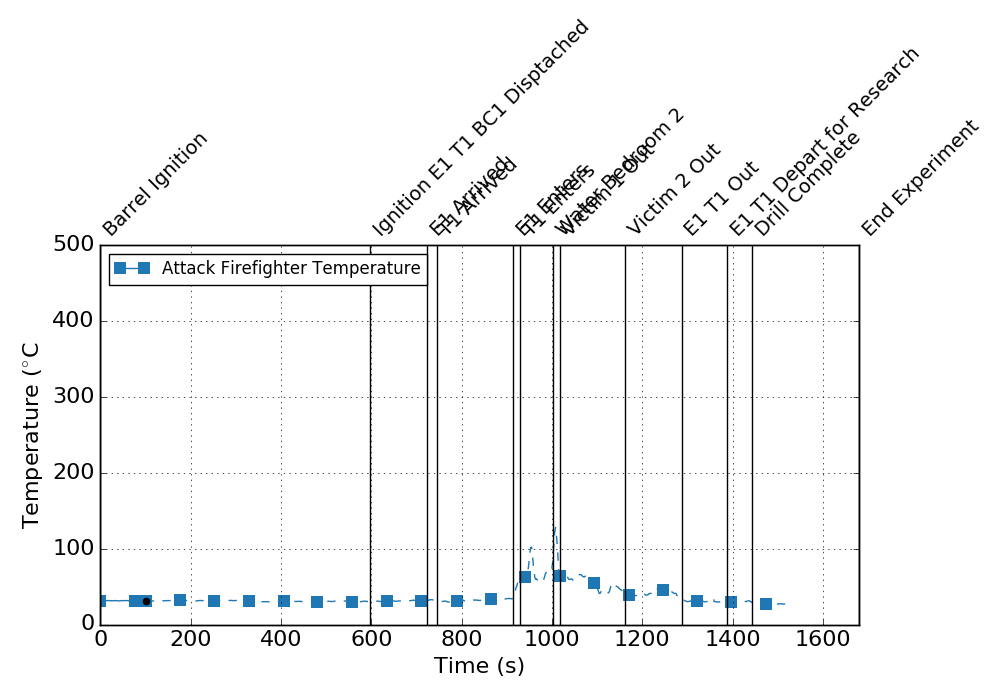 Barrel Ignition
Ignition E1 T1 BC1 Disptached
E1 Arrived
T1 Arrived
E1 Enters
T1 Enters
Water Bedroom 2
Victim 1 Out
Victim 2 Out
E1 T1 Out
E1 T1 Depart for Research
Drill Complete
End Experiment
Attack Firefighter Temperature
500
400
300
200
100
0
Temperature (°C
0 200 400 600 800 1000 1200 1400 1600
Time (s)